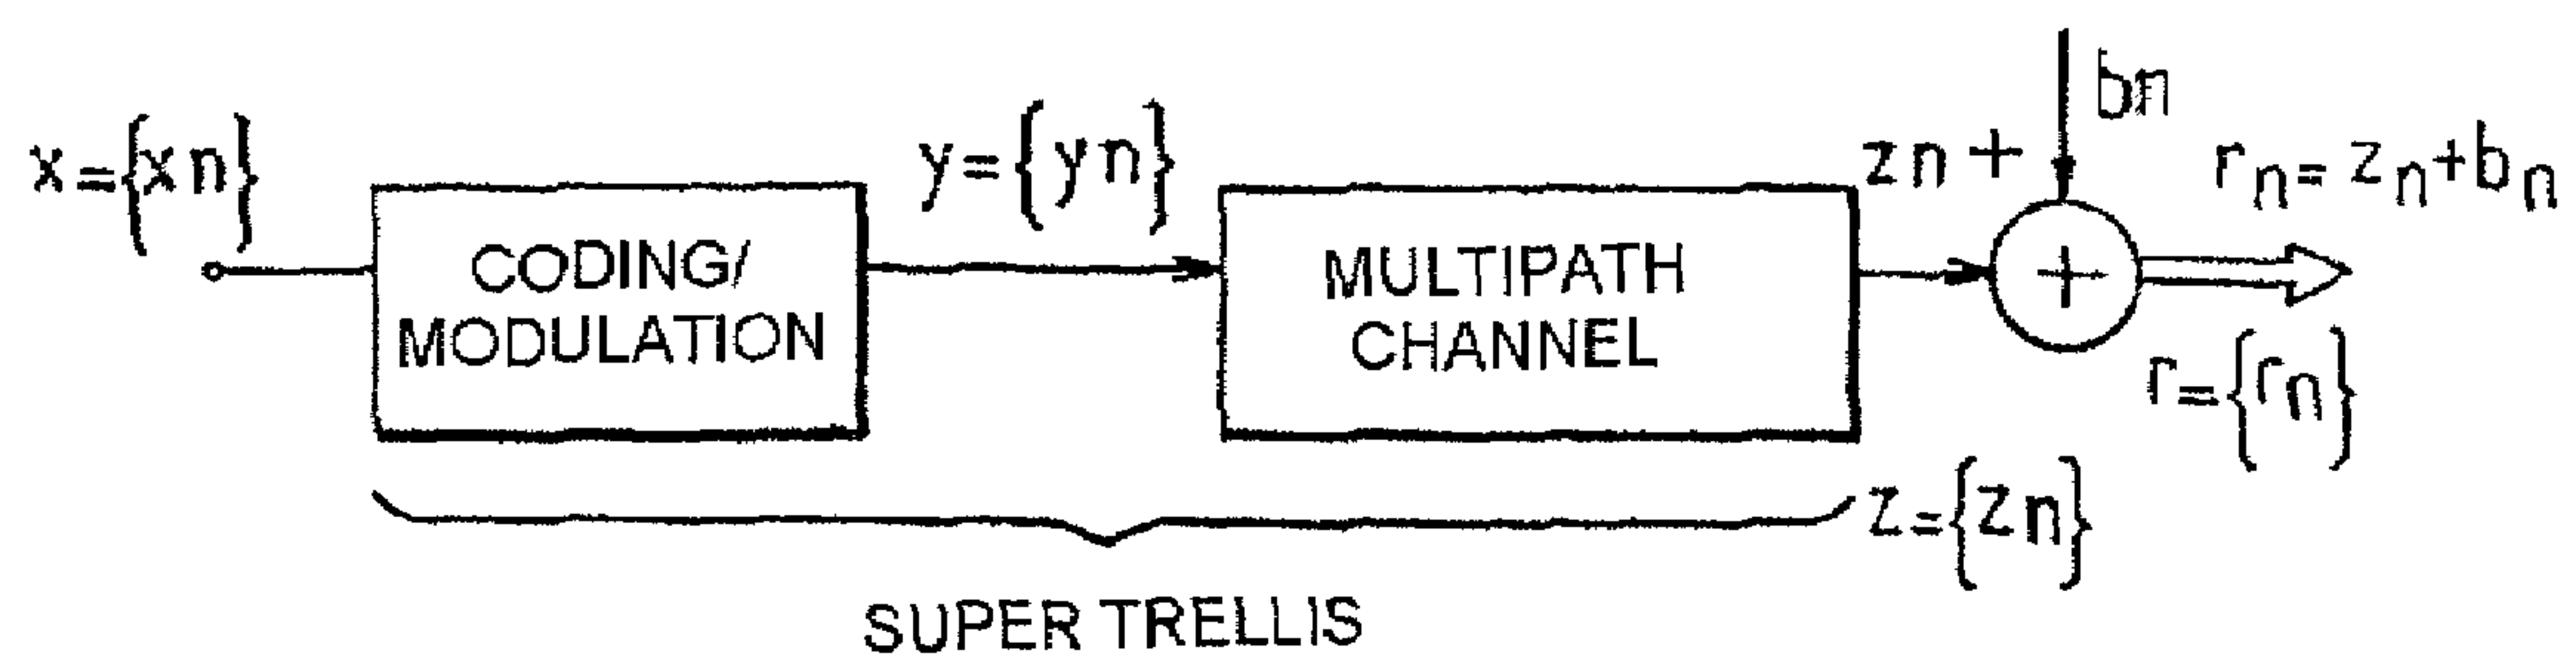 x={xn}
CODING/
MODULATION
y={yn}
MULTIPATH
CHANNEL
zn +
bn
rn=zn+bn
r={rn}
z={zn}
SUPER TRELLIS